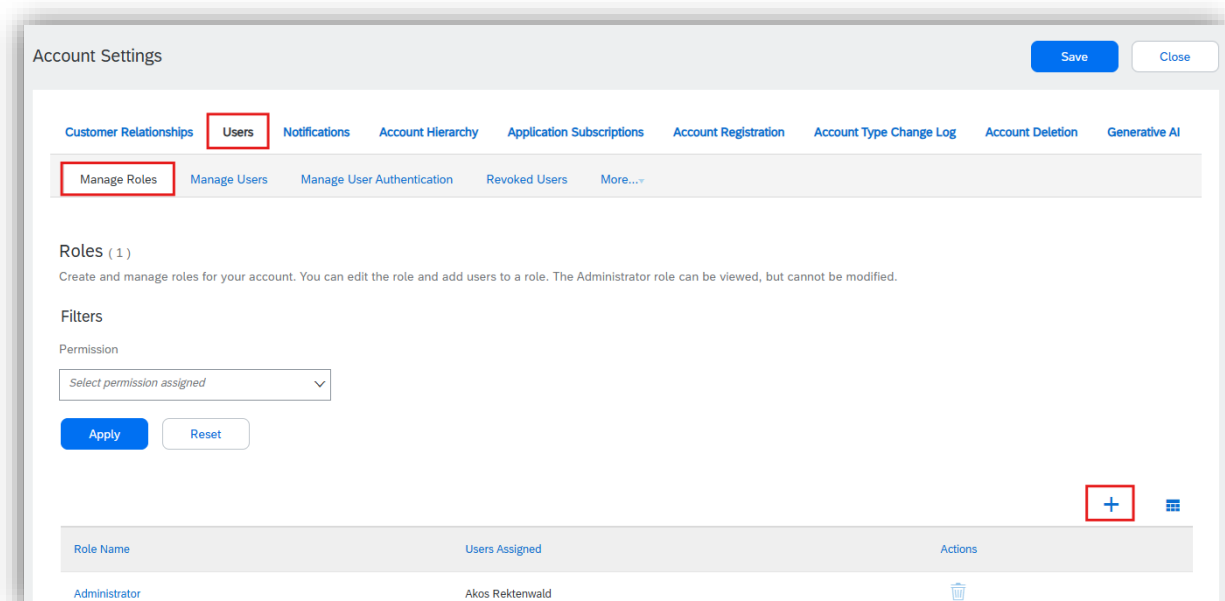 Account Settings
Save
Close
Customer Relationships
Users
Notifications
Account Hierarchy
Application Subscriptions
Account Registration
Account Type Change Log
Account Deletion
Generative AI
Manage Roles
Manage Users
Manage User Authentication
Revoked Users
More...
Roles (1)
Create and manage roles for your account. You can edit the role and add users to a role. The Administrator role can be viewed, but cannot be modified.
Filters
Permission
Select permission assigned
Apply
Reset
Role Name
Users Assigned
Actions
Administrator
Akos Rektenwald